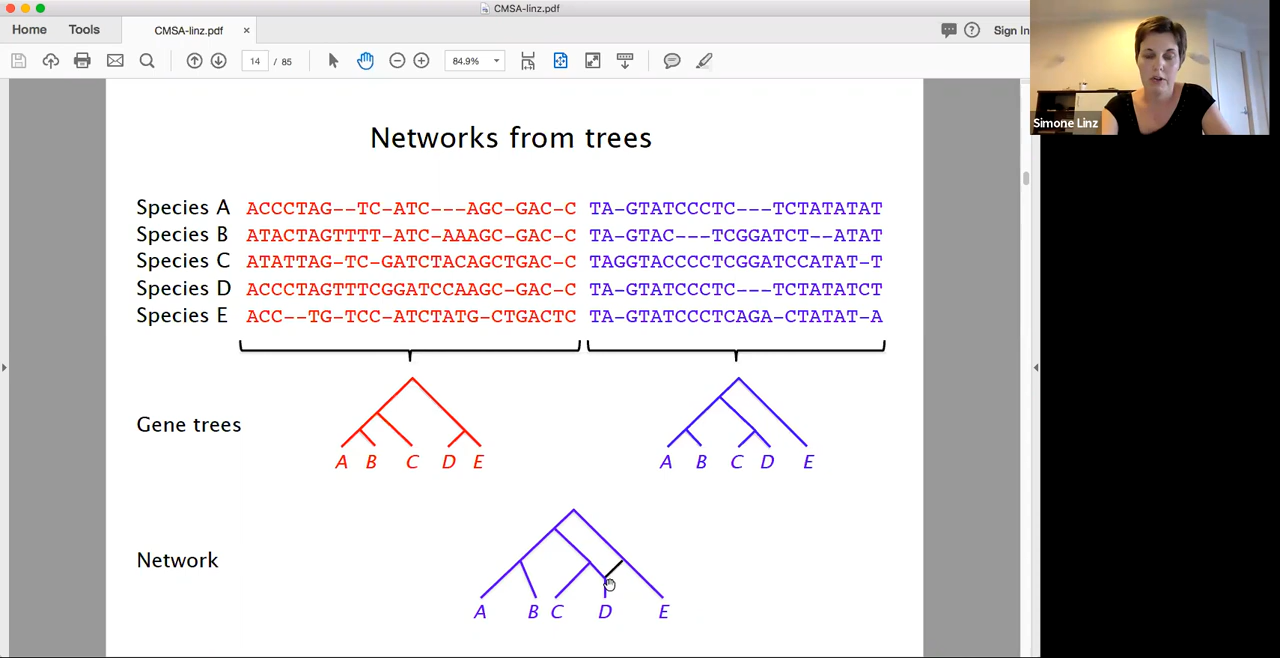 CMSA-linz.pdf
Home Tools CMSA-linz.pdf × Sign In
14 / 85 84.9%
Simone Linz
Networks from trees
Species A ACCCTAG--TC-ATC---AGC-GAC-C TA-GTATCCCTC---TCTATATAT
Species B ATACTAGTTTT-ATC-AAAGC-GAC-C TA-GTAC---TCGGATCT--ATAT
Species C ATATTAG-TC-GATCTACAGCTGAC-C TAGGTACCCCTCGGATCCATAT-T
Species D ACCCTAGTTTCGGATCCAAGC-GAC-C TA-GTATCCCTC---TCTATATCT
Species E ACC--TG-TCC-ATCTATG-CTGACTC TA-GTATCCCTCAGA-CTATAT-A
Gene trees
A B C D E A B C D E
Network
A B C D E